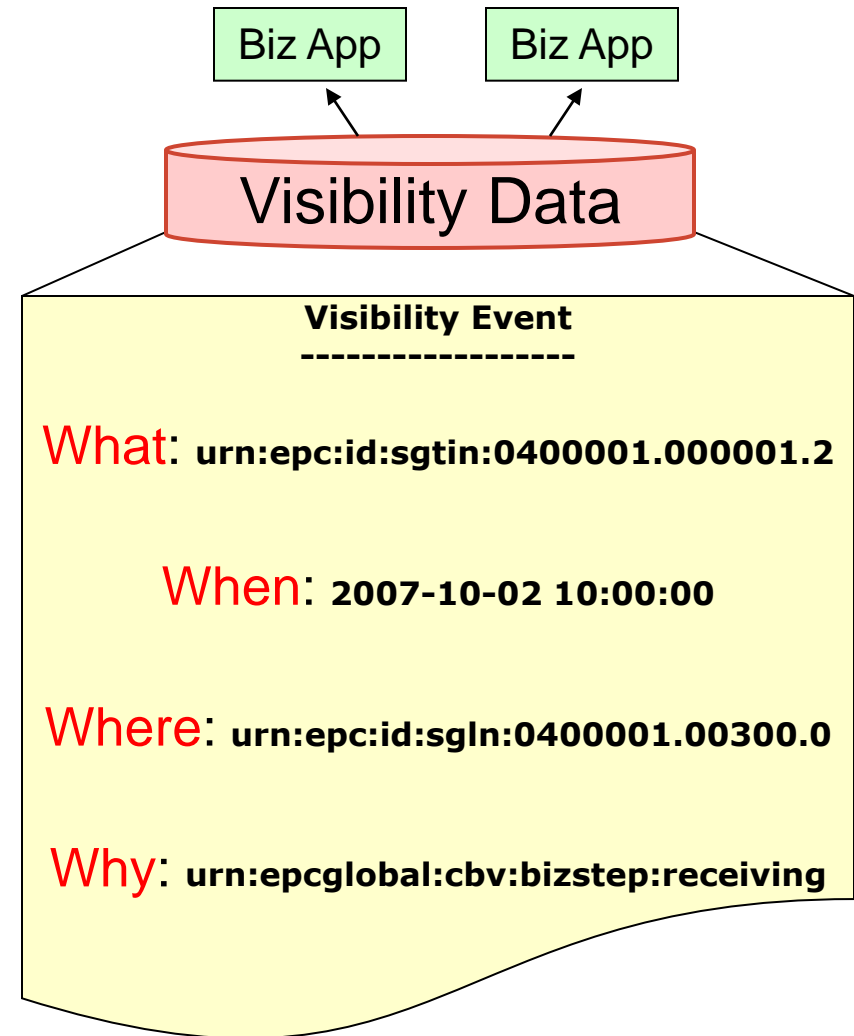 Biz App
Biz App
Visibility Data
Visibility Event
------------------
What: urn:epc:id:sgtin:0400001.000001.2
When: 2007-10-02 10:00:00
Where: urn:epc:id:sgln:0400001.00300.0
Why: urn:epcglobal:cbv:bizstep:receiving